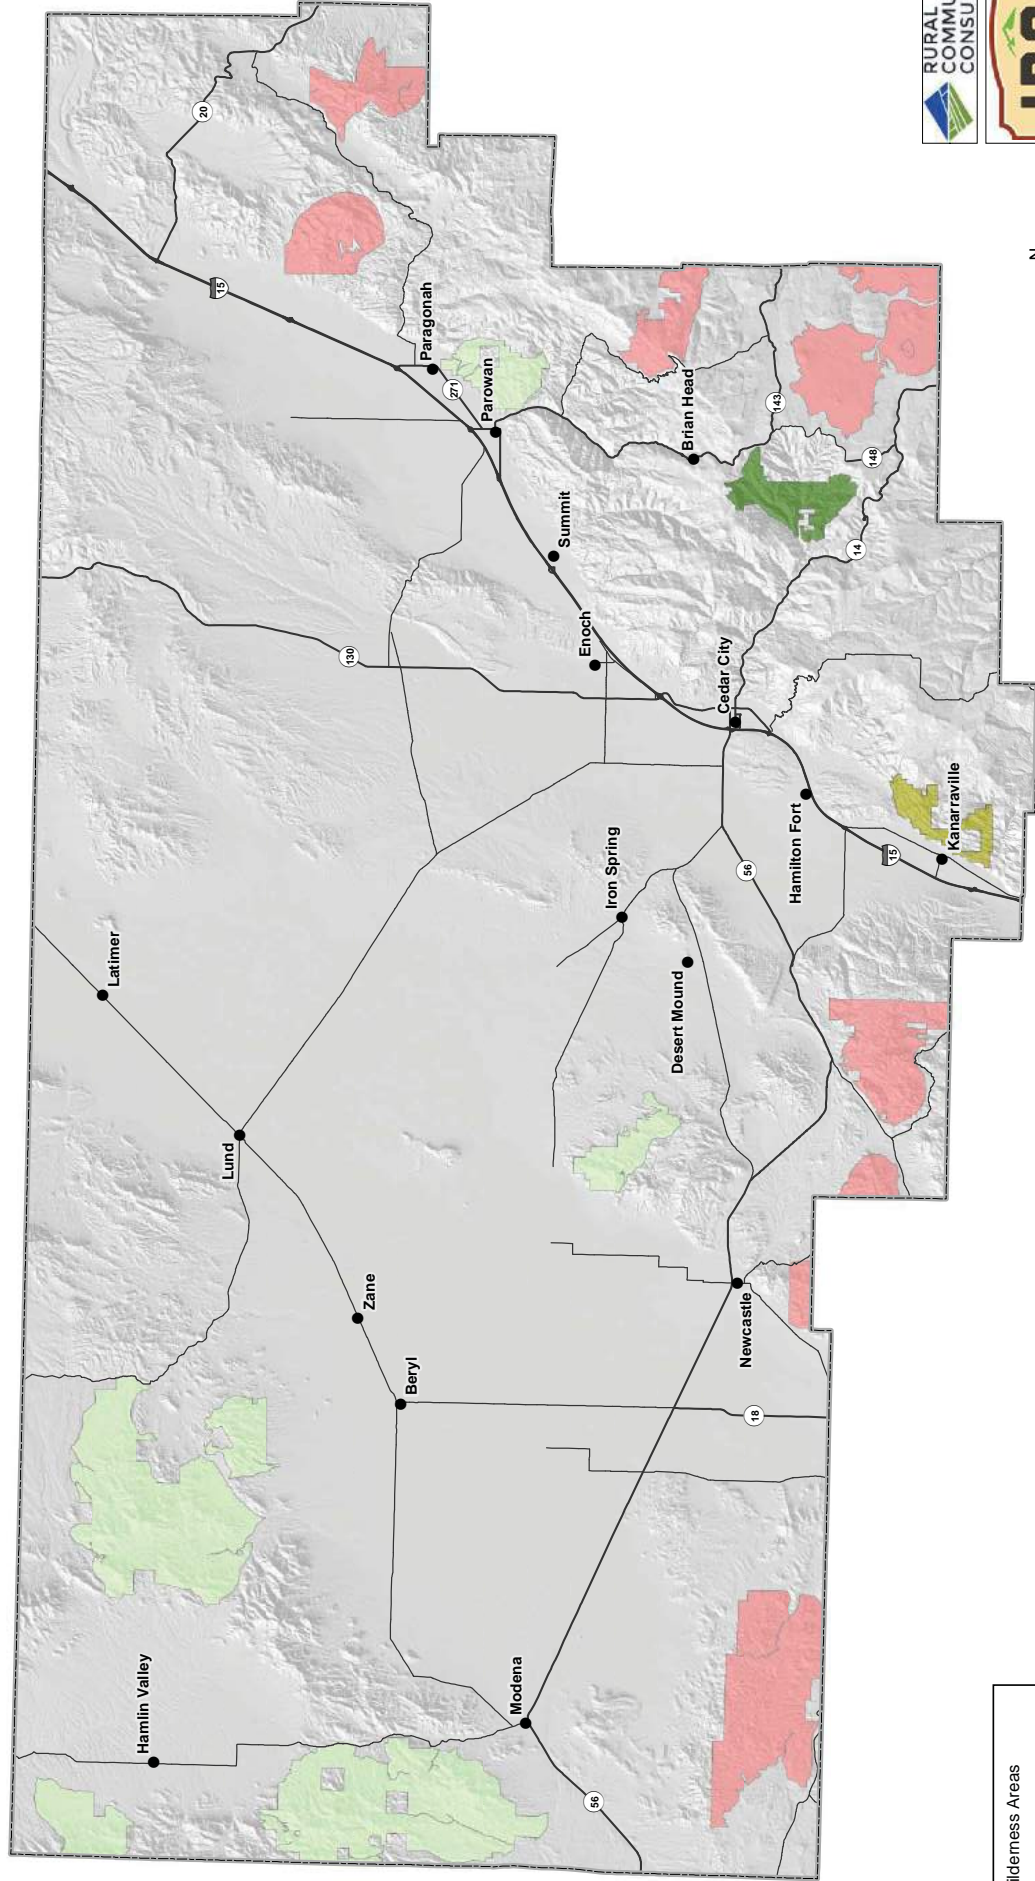 Latimer
Hamlin Valley
20
15
Lund
130
Zane
Beryl
Paragonah
271
Parowan
Modena
Summit
Enoch
56
Iron Spring
Desert Mound
Brian Head
Cedar City
Newcastle
56
18
143
Hamilton Fort
14
148
15
Kanarraville
RURAL
COMMU
CONSU
ilderness Areas
N